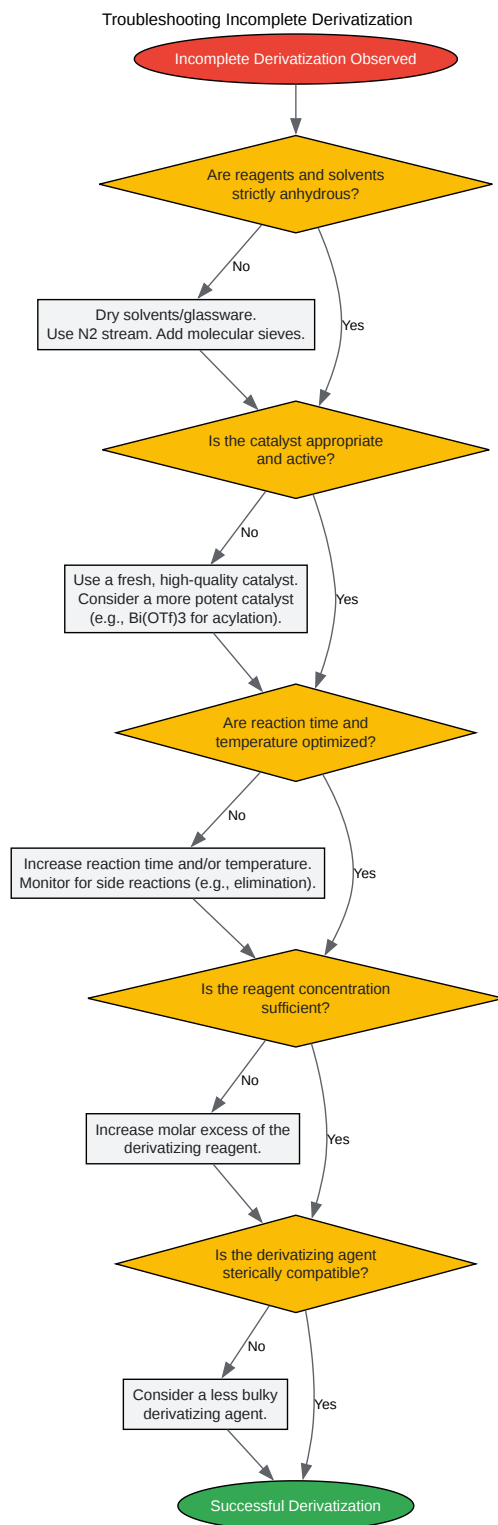 Troubleshooting Incomplete Derivatization
Incomplete Derivatization Observed
Are reagents and solvents
strictly anhydrous?
No
Dry solvents/glassware.
Use N2 stream. Add molecular sieves.
Yes
Is the catalyst appropriate
and active?
No
Use a fresh, high-quality catalyst.
Consider a more potent catalyst
(e.g., Bi(OTf)3 for acylation).
Yes
Are reaction time and
temperature optimized?
No
Increase reaction time and/or temperature.
Monitor for side reactions (e.g., elimination).
Yes
Is the reagent concentration
sufficient?
No
Increase molar excess of the
derivatizing reagent.
Yes
Is the derivatizing agent
sterically compatible?
No
Consider a less bulky
derivatizing agent.
Yes
Successful Derivatization